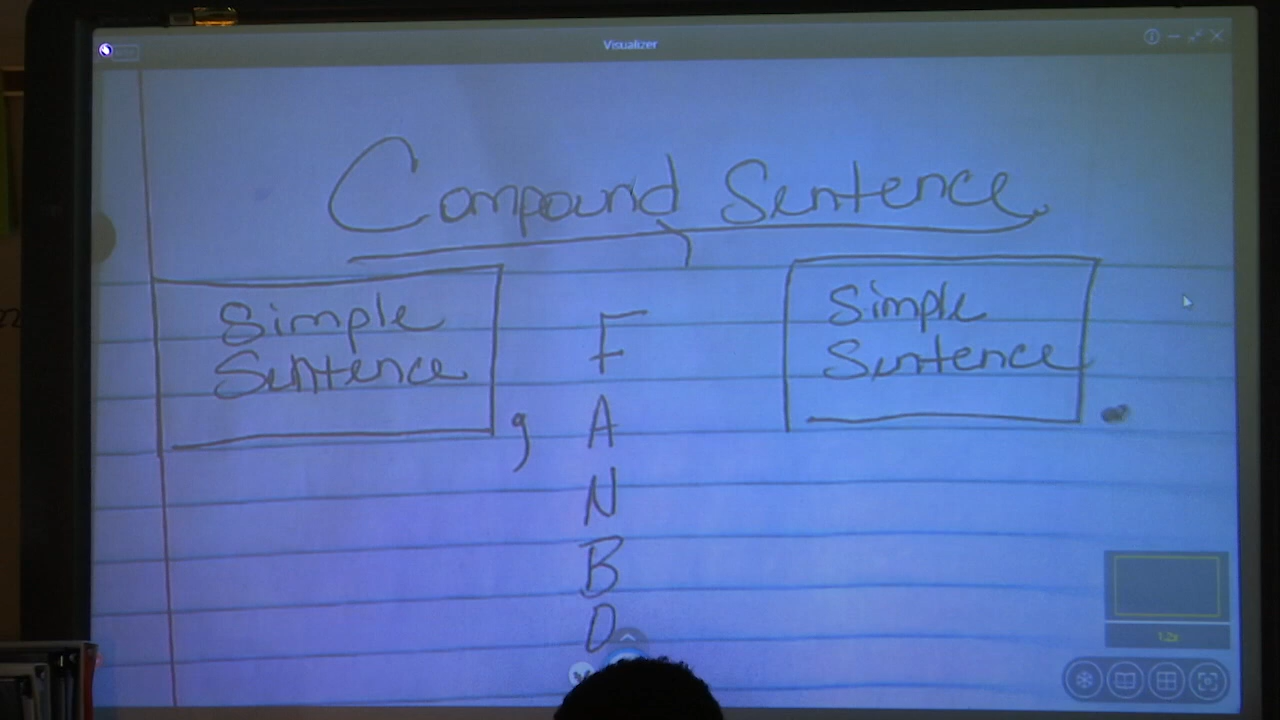 Visualizer
Compound Sentence
Simple
Sentence
,
F
A
N
B
O
Simple
Sentence
.